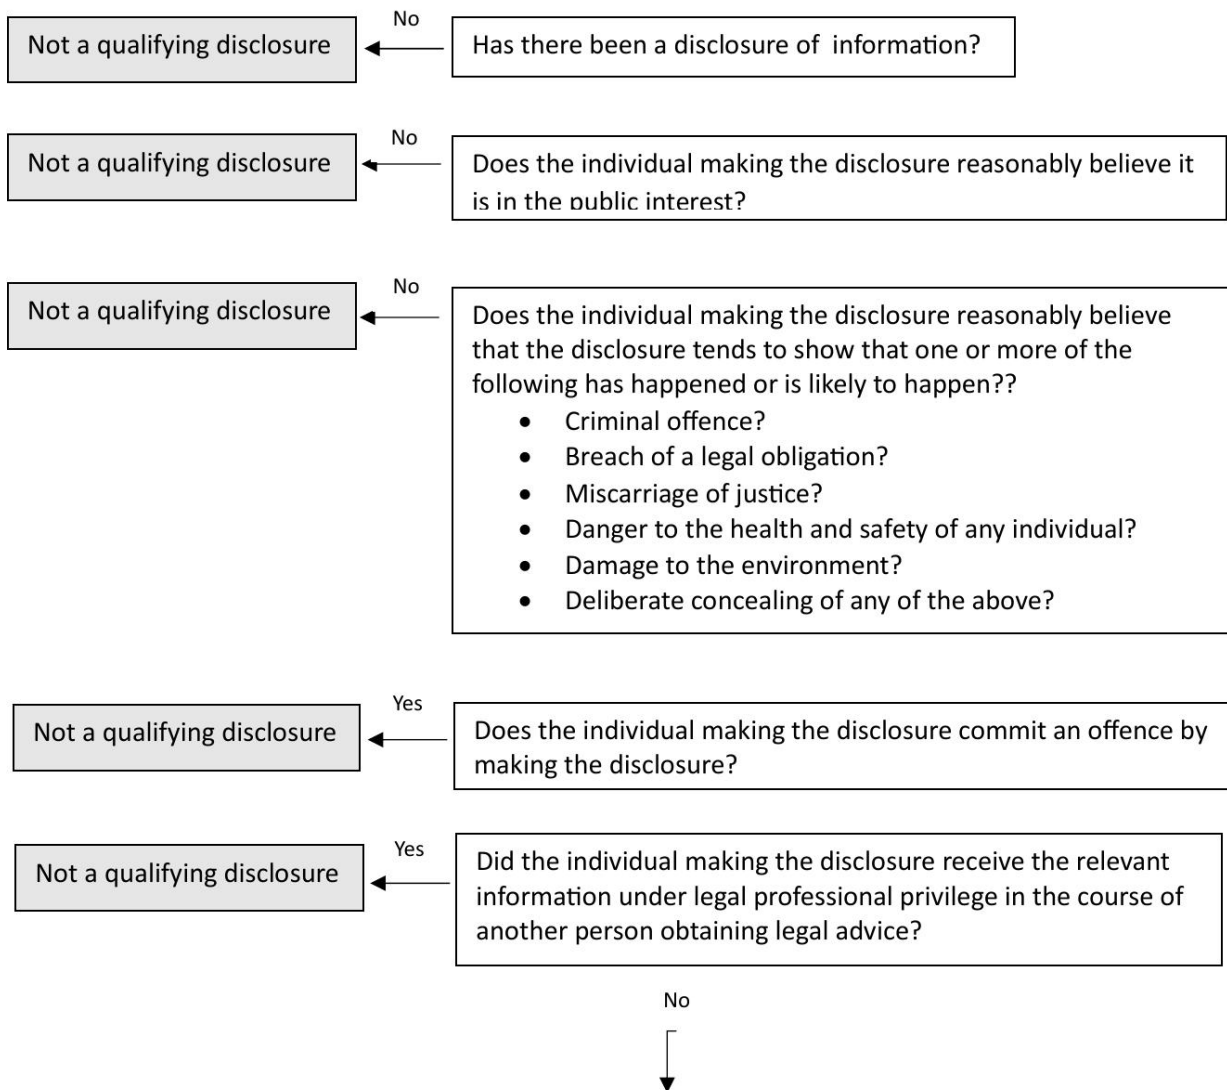 No
Not a qualifying disclosure
Has there been a disclosure of information?
No
Not a qualifying disclosure
Does the individual making the disclosure reasonably believe it
is in the public interest?
No
Not a qualifying disclosure
Does the individual making the disclosure reasonably believe
that the disclosure tends to show that one or more of the
following has happened or is likely to happen??
• Criminal offence?
• Breach of a legal obligation?
• Miscarriage of justice?
• Danger to the health and safety of any individual?
• Damage to the environment?
• Deliberate concealing of any of the above?
Yes
Not a qualifying disclosure
Does the individual making the disclosure commit an offence by
making the disclosure?
Yes
Not a qualifying disclosure
Did the individual making the disclosure receive the relevant
information under legal professional privilege in the course of
another person obtaining legal advice?
No